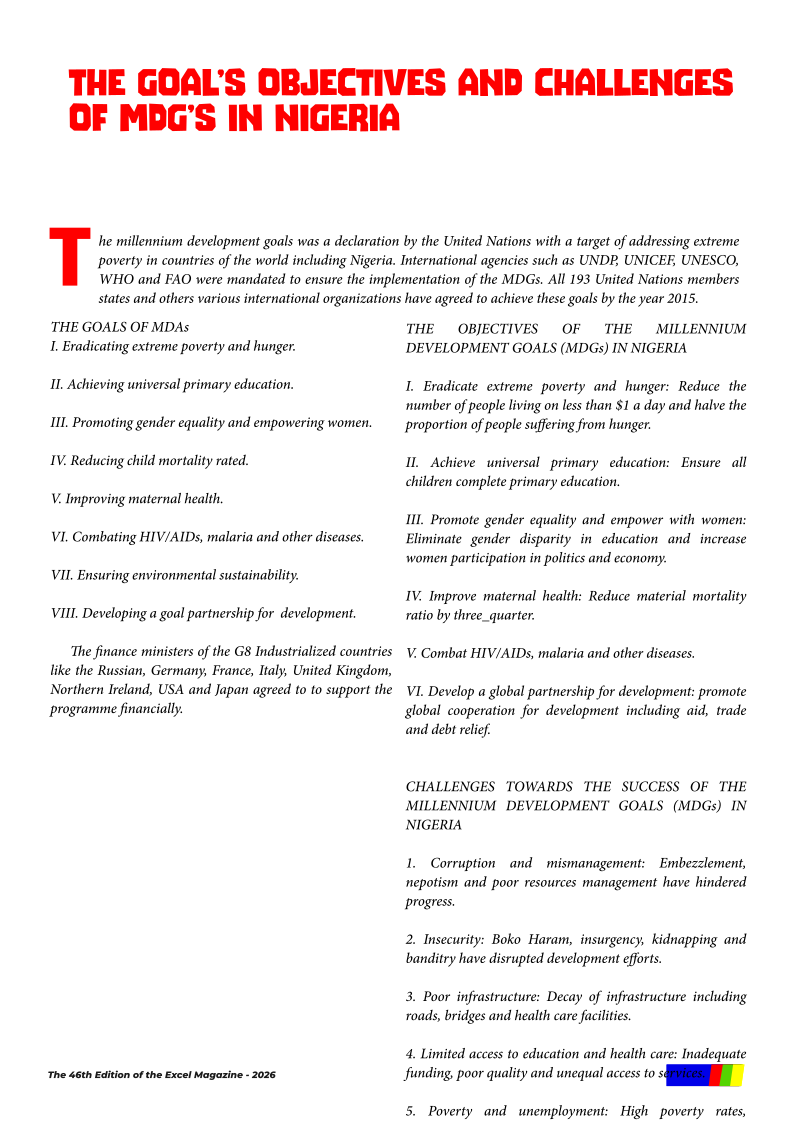 THE GOAL'S OBJECTIVES AND CHALLENGES
OF MDG'S IN NIGERIA
The millennium development goals was a declaration by the United Nations with a target of addressing extreme
poverty in countries of the world including Nigeria. International agencies such as UNDP, UNICEF, UNESCO,
WHO and FAO were mandated to ensure the implementation of the MDGs. All 193 United Nations members
states and others various international organizations have agreed to achieve these goals by the year 2015.
THE GOALS OF MDAs
I. Eradicating extreme poverty and hunger.
II. Achieving universal primary education.
III. Promoting gender equality and empowering women.
IV. Reducing child mortality rated.
V. Improving maternal health.
VI. Combating HIV/AIDs, malaria and other diseases.
VII. Ensuring environmental sustainability.
VIII. Developing a goal partnership for  development.
The finance ministers of the G8 Industrialized countries
like the Russian, Germany, France, Italy, United Kingdom,
Northern Ireland, USA and Japan agreed to to support the
programme financially.
THE OBJECTIVES OF THE MILLENNIUM
DEVELOPMENT GOALS (MDGs) IN NIGERIA
I. Eradicate extreme poverty and hunger: Reduce the
number of people living on less than $1 a day and halve the
proportion of people suffering from hunger.
II. Achieve universal primary education: Ensure all
children complete primary education.
III. Promote gender equality and empower with women:
Eliminate gender disparity in education and increase
women participation in politics and economy.
IV. Improve maternal health: Reduce material mortality
ratio by three_quarter.
V. Combat HIV/AIDs, malaria and other diseases.
VI. Develop a global partnership for development: promote
global cooperation for development including aid, trade
and debt relief.
CHALLENGES TOWARDS THE SUCCESS OF THE
MILLENNIUM DEVELOPMENT GOALS (MDGs) IN
NIGERIA
1. Corruption and mismanagement: Embezzlement,
nepotism and poor resources management have hindered
progress.
2. Insecurity: Boko Haram, insurgency, kidnapping and
banditry have disrupted development efforts.
3. Poor infrastructure: Decay of infrastructure including
roads, bridges and health care facilities.
4. Limited access to education and health care: Inadequate
funding, poor quality and unequal access to services.
5. Poverty and unemployment: High poverty rates,
The 46th Edition of the Excel Magazine - 2026